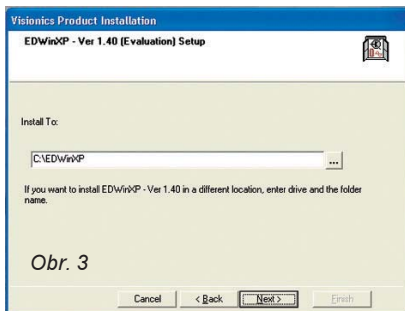 Visionics Product Installation
EDWinXP - Ver 1.40 (Evaluation) Setup
Install To:
C:\EDWinXP
...
If you want to install EDWinXP - Ver 1.40 in a different location, enter drive and the folder
name.
Obr. 3
Cancel < Back Next > Finish